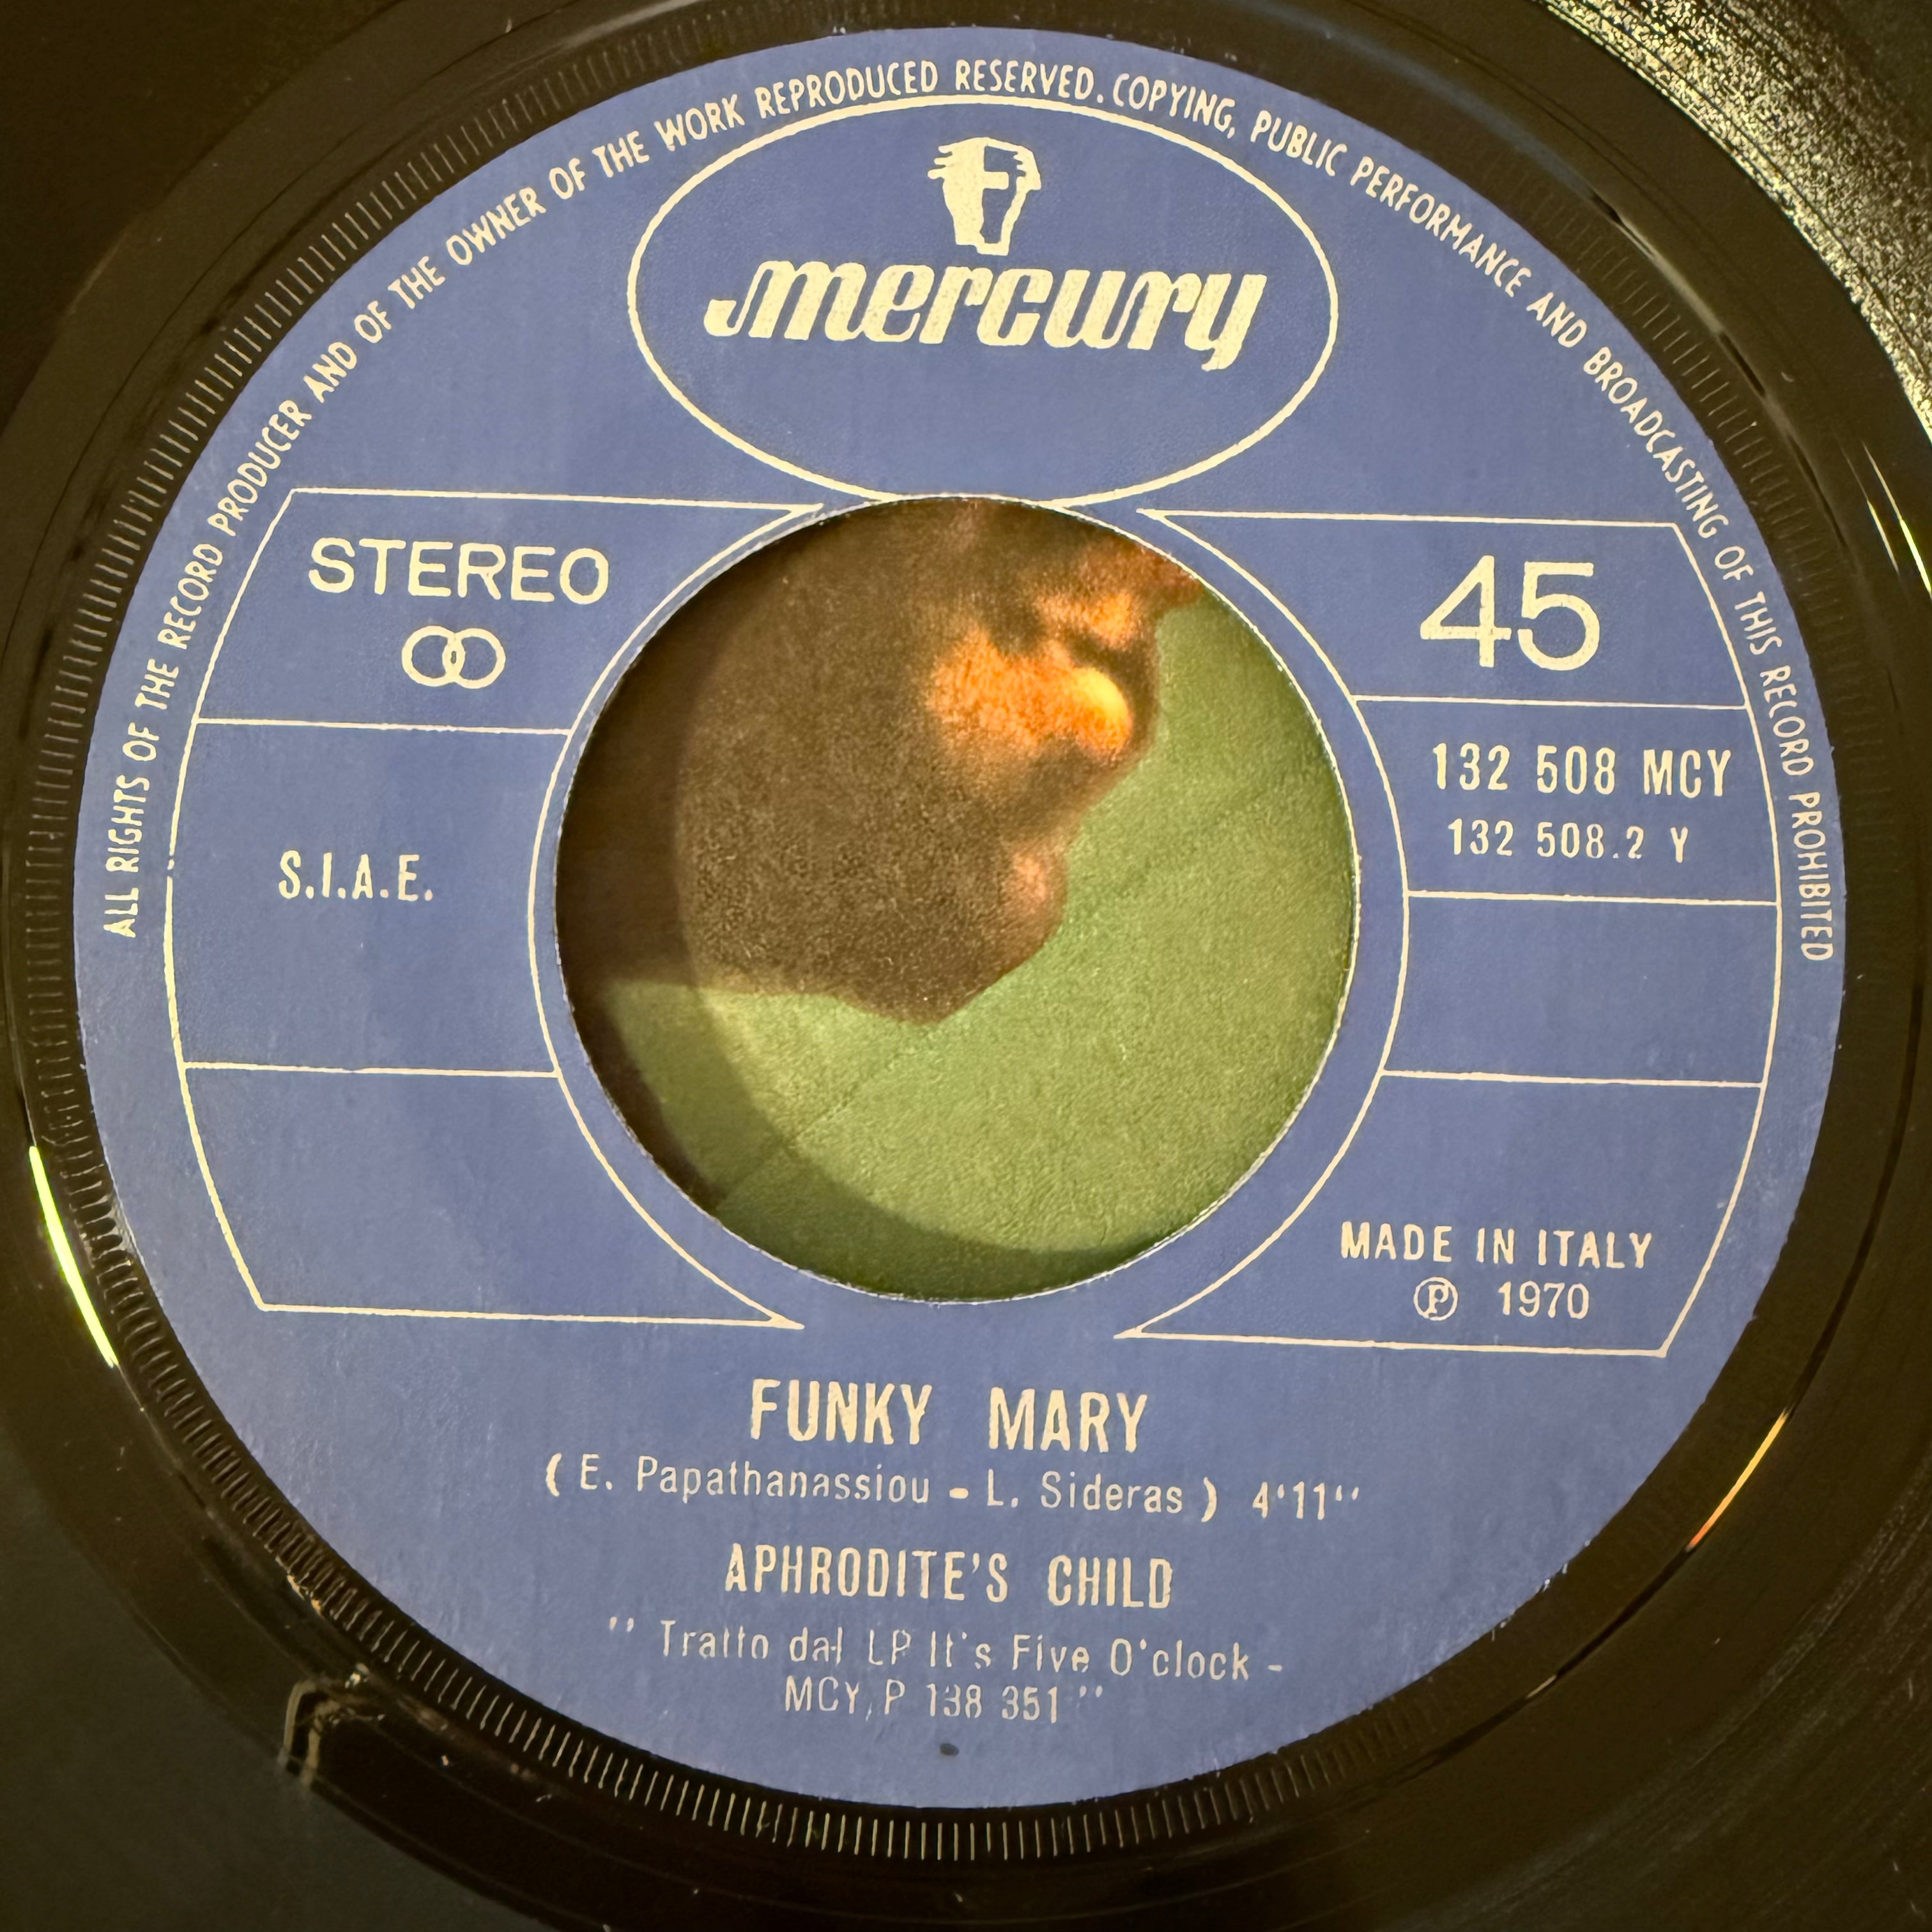 ALL RIGHTS OF THE RECORD PRODUCER AND OF THE OWNER OF THE WORK REPRODUCED RESERVED. COPYING, PUBLIC PERFORMANCE AND BROADCASTING OF THIS RECORD PROHIBITED
mercury
STEREO
45
132 508 MCY
132 508.2 Y
S.I.A.E.
MADE IN ITALY
Ⓟ 1970
FUNKY MARY
( E. Papathanassiou - L. Sideras ) 4'11''
APHRODITE'S CHILD
'' Tratto dal LP It's Five O'clock -
MCY, P 138 351 ''